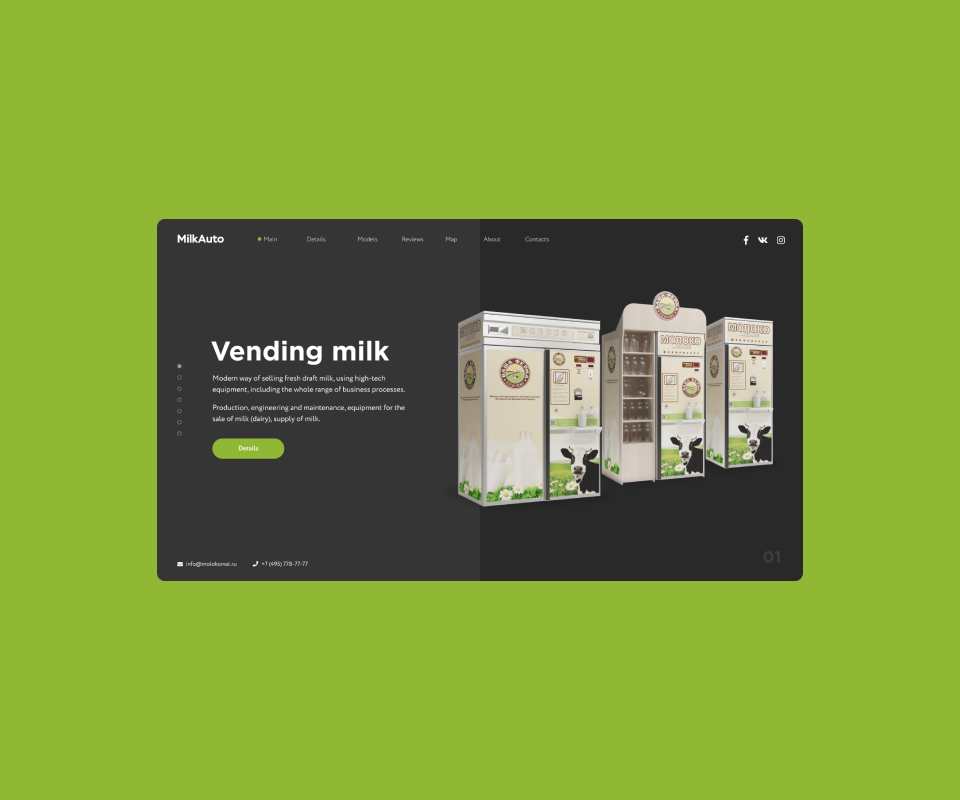 MilkAuto
Main
Details
Models
Reviews
Map
About
Contacts
Vending milk
Modern way of selling fresh draft milk, using high-tech
equipment, including the whole range of business processes.
Production, engineering and maintenance, equipment for the
sale of milk (dairy), supply of milk.
Details
МОЛОКО
МОЛОКО
МОЛОКО
info@molokomat.ru
+7 (495) 778-77-77
01